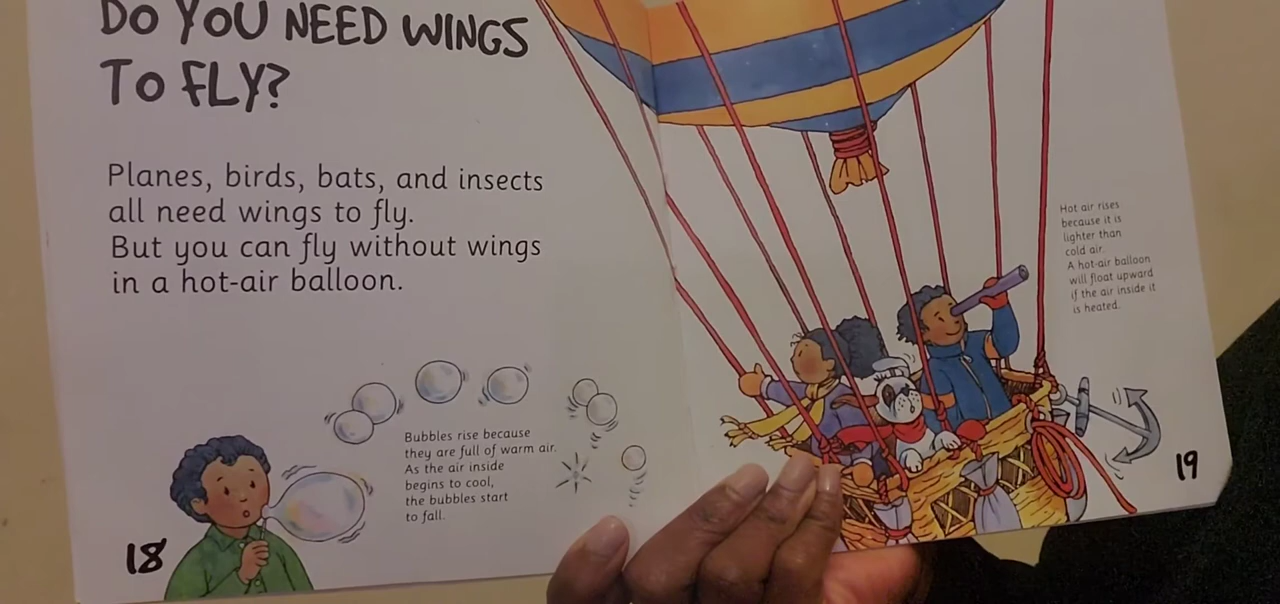 DO YOU NEED WINGS
TO FLY?
Planes, birds, bats, and insects
all need wings to fly.
But you can fly without wings
in a hot-air balloon.
Bubbles rise because
they are full of warm air.
As the air inside
begins to cool,
the bubbles start
to fall.
18
Hot air rises
because it is
lighter than
cold air.
A hot-air balloon
will float upward
if the air inside it
is heated.
19